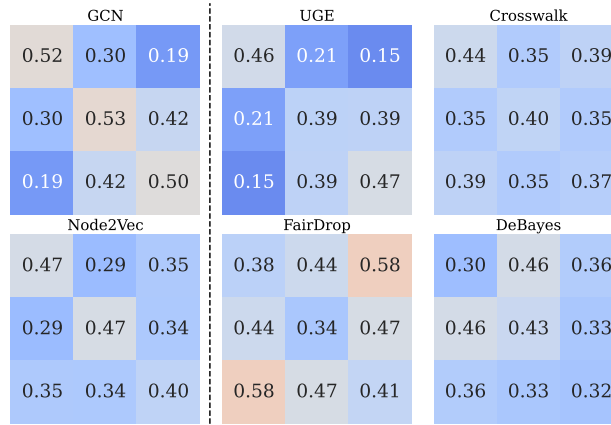 GCN UGE Crosswalk
0.52 0.30 0.19 0.46 0.21 0.15 0.44 0.35 0.39
0.30 0.53 0.42 0.21 0.39 0.39 0.35 0.40 0.35
0.19 0.42 0.50 0.15 0.39 0.47 0.39 0.35 0.37
Node2Vec FairDrop DeBayes
0.47 0.29 0.35 0.38 0.44 0.58 0.30 0.46 0.36
0.29 0.47 0.34 0.44 0.34 0.47 0.46 0.43 0.33
0.35 0.34 0.40 0.58 0.47 0.41 0.36 0.33 0.32